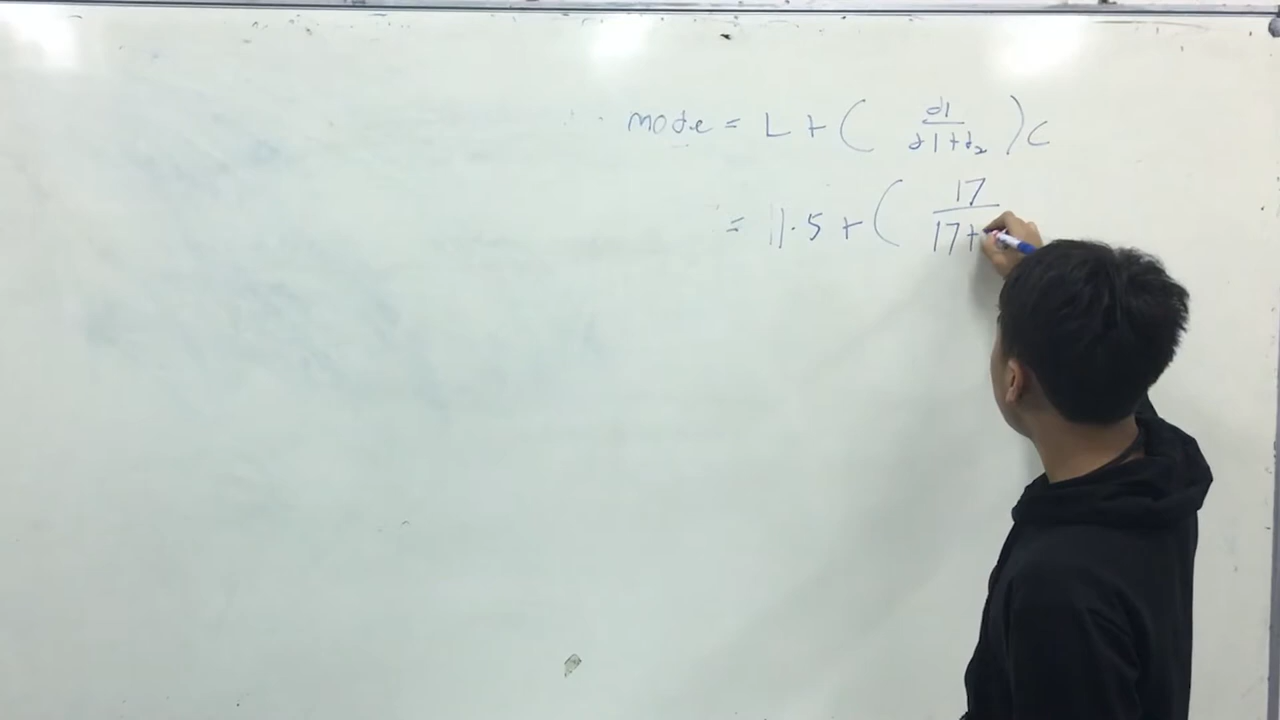 mode = L + ( d1 / d1 + d2 ) C
= 11.5 + ( 17 / 17 +